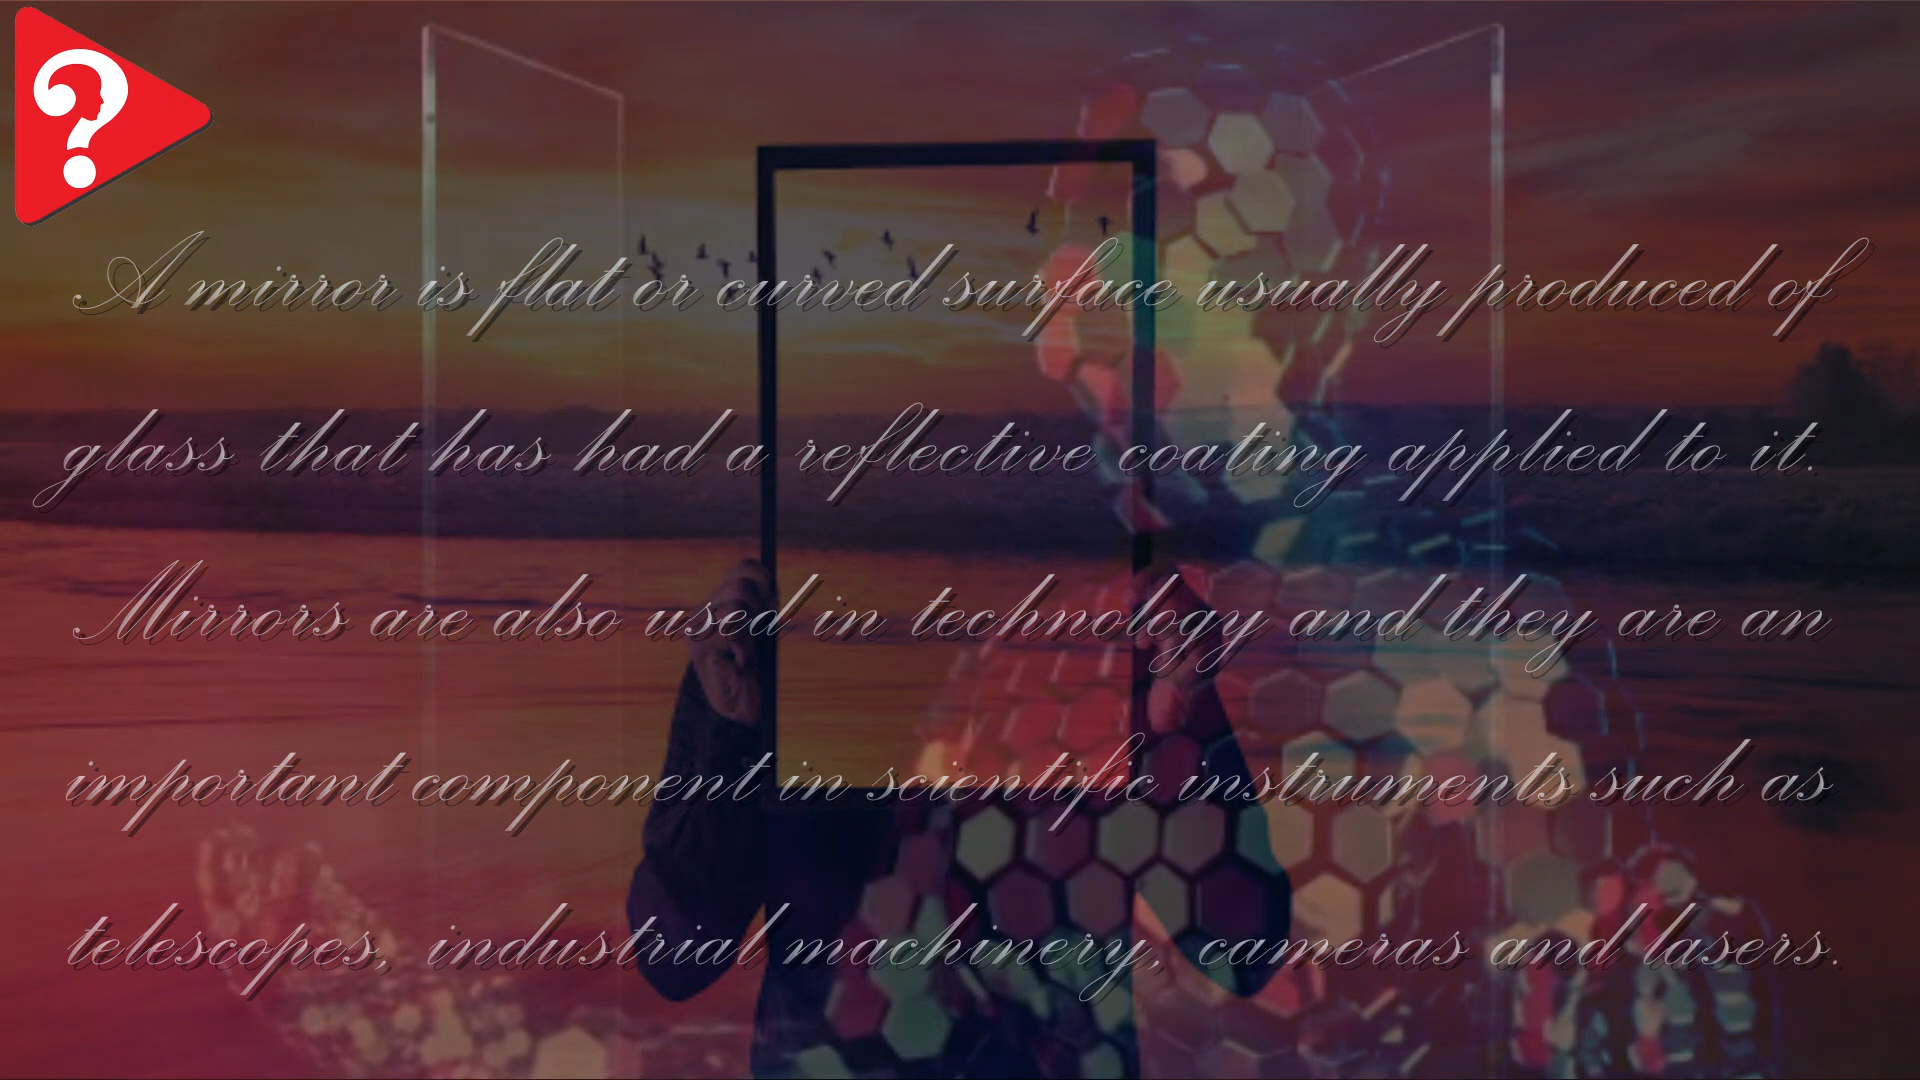 A mirror is flat or curved surface usually produced of
glass that has had a reflective coating applied to it.
Mirrors are also used in technology and they are an
important component in scientific instruments such as
telescopes, industrial machinery, cameras and lasers.